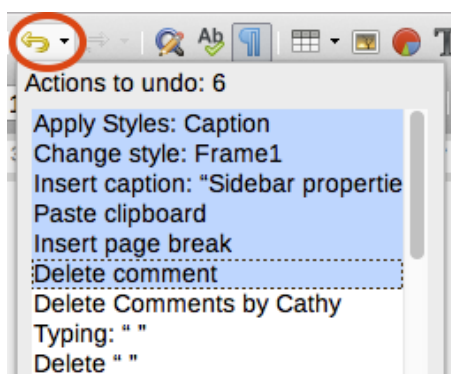 Actions to undo: 6
Apply Styles: Caption
Change style: Frame1
Insert caption: “Sidebar propertie
Paste clipboard
Insert page break
Delete comment
Delete Comments by Cathy
Typing: “ ”
Delete “ ”